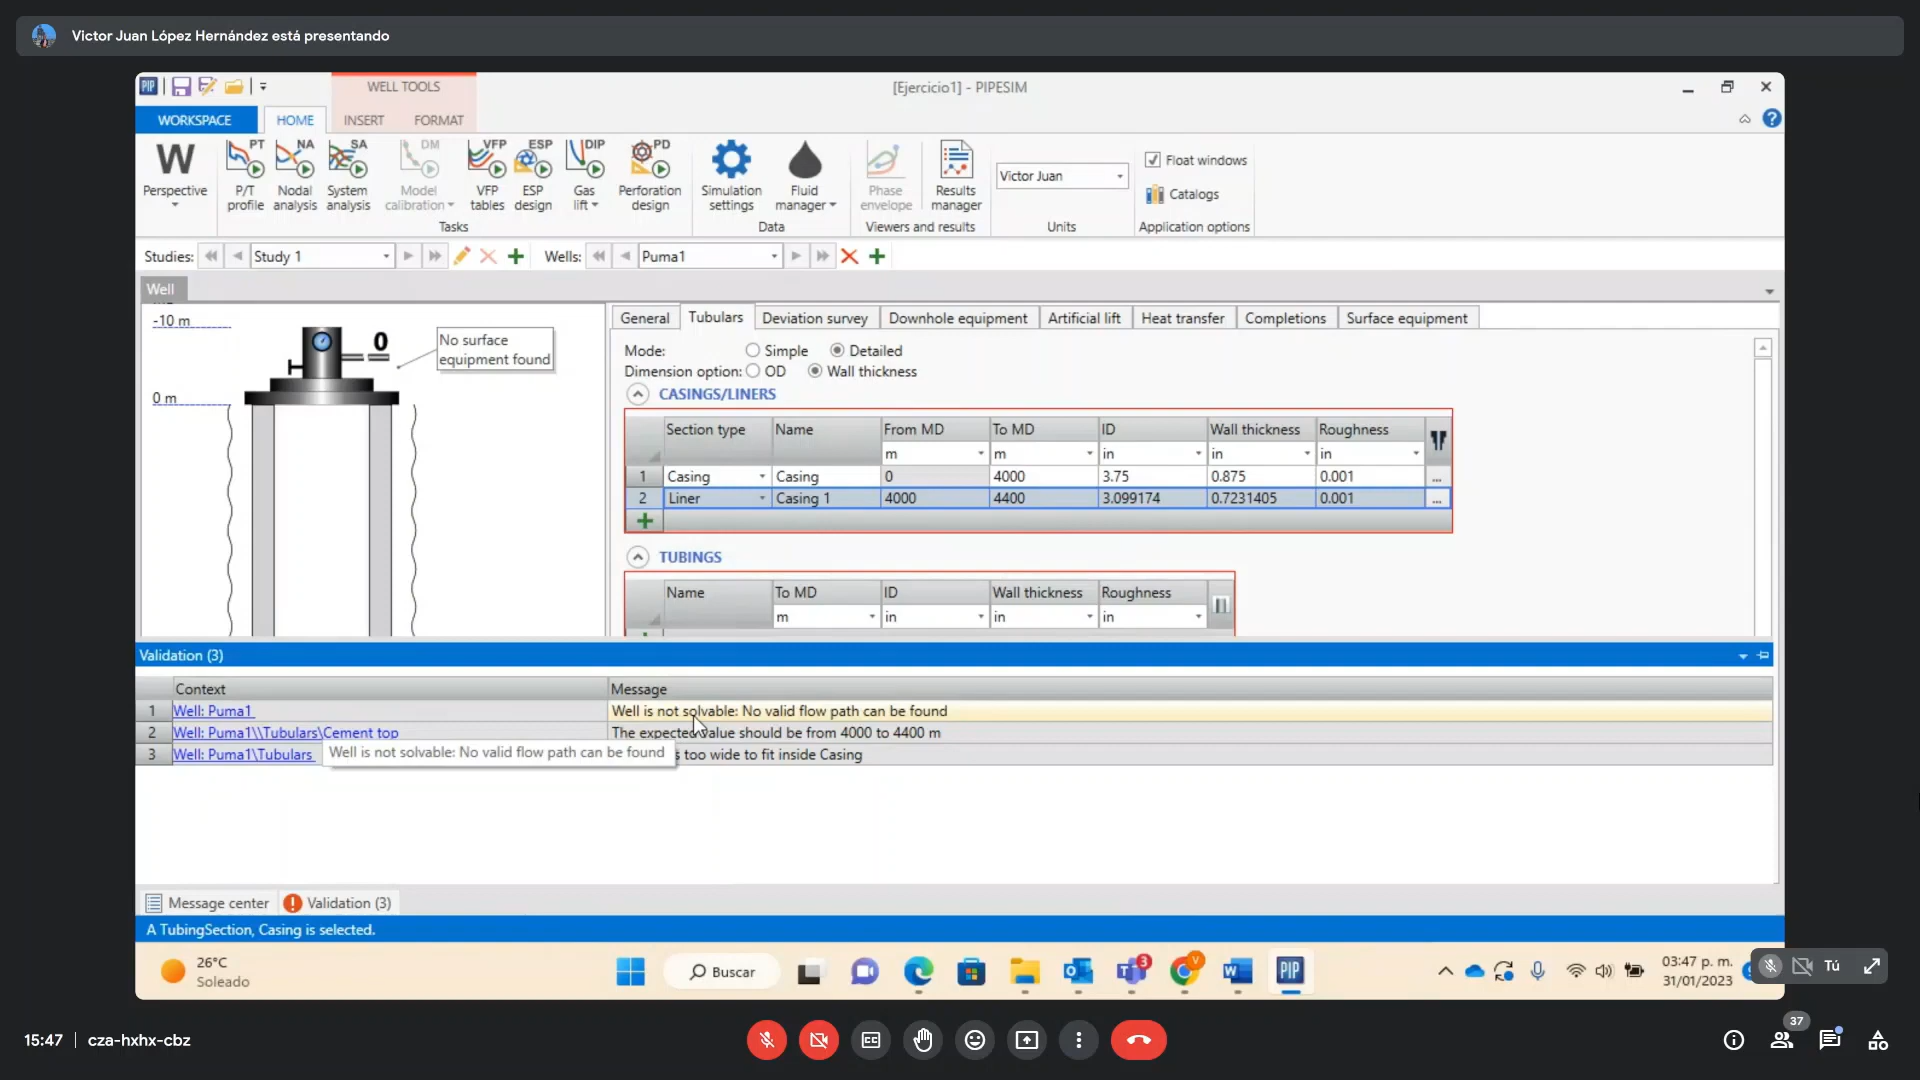 Victor Juan López Hernández está presentando
PIP
WELL TOOLS
[Ejercicio1] - PIPESIM
WORKSPACE
HOME
INSERT
FORMAT
W
Perspective
PT
P/T profile
NA
Nodal analysis
SA
System analysis
DM
Model calibration
VFP
VFP tables
ESP
ESP design
DIP
Gas lift
PD
Perforation design
Tasks
Simulation settings
Fluid manager
Data
Phase envelope
Results manager
Viewers and results
Victor Juan
Units
Float windows
Catalogs
Application options
Studies:
Study 1
Wells:
Puma1
Well
-10 m
0
No surface
equipment found
0 m
General
Tubulars
Deviation survey
Downhole equipment
Artificial lift
Heat transfer
Completions
Surface equipment
Mode: Simple Detailed
Dimension option: OD Wall thickness
CASINGS/LINERS
Section type Name From MD To MD ID Wall thickness Roughness
m m in in in
1 Casing Casing 0 4000 3.75 0.875 0.001 ...
2 Liner Casing 1 4000 4400 3.099174 0.7231405 0.001 ...
TUBINGS
Name To MD ID Wall thickness Roughness
m in in in
Validation (3)
Context Message
1 Well: Puma1 Well is not solvable: No valid flow path can be found
2 Well: Puma1\\Tubulars\Cement top The expected value should be from 4000 to 4400 m
3 Well: Puma1\Tubulars too wide to fit inside Casing
Well is not solvable: No valid flow path can be found
Message center
Validation (3)
A TubingSection, Casing is selected.
26°C
Soleado
Buscar
3
V
PIP
03:47 p. m.
31/01/2023
Tú
15:47 | cza-hxhx-cbz
37